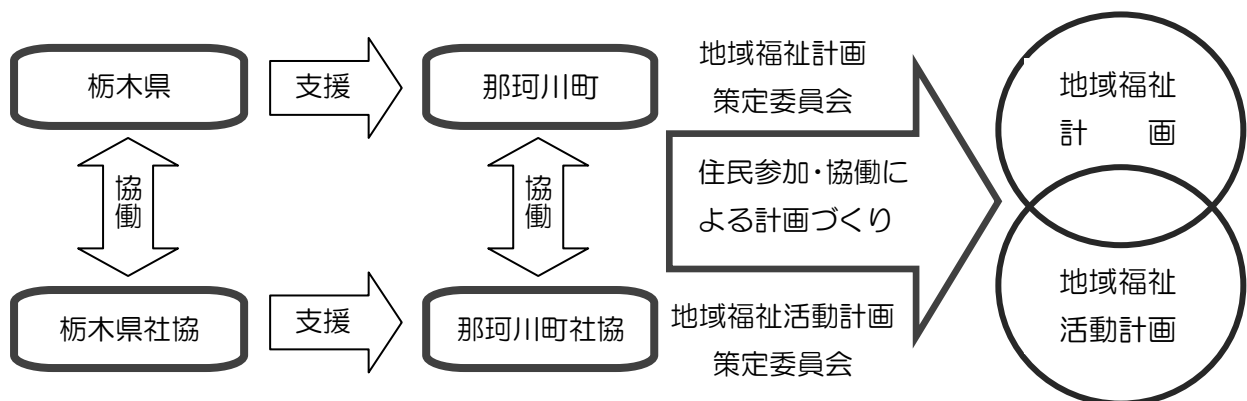 栃木県
支援
那珂川町
地域福祉計画
策定委員会
協働
協働
住民参加・協働に
よる計画づくり
栃木県社協
支援
那珂川町社協
地域福祉活動計画
策定委員会
地域福祉
計　　画
地域福祉
活動計画